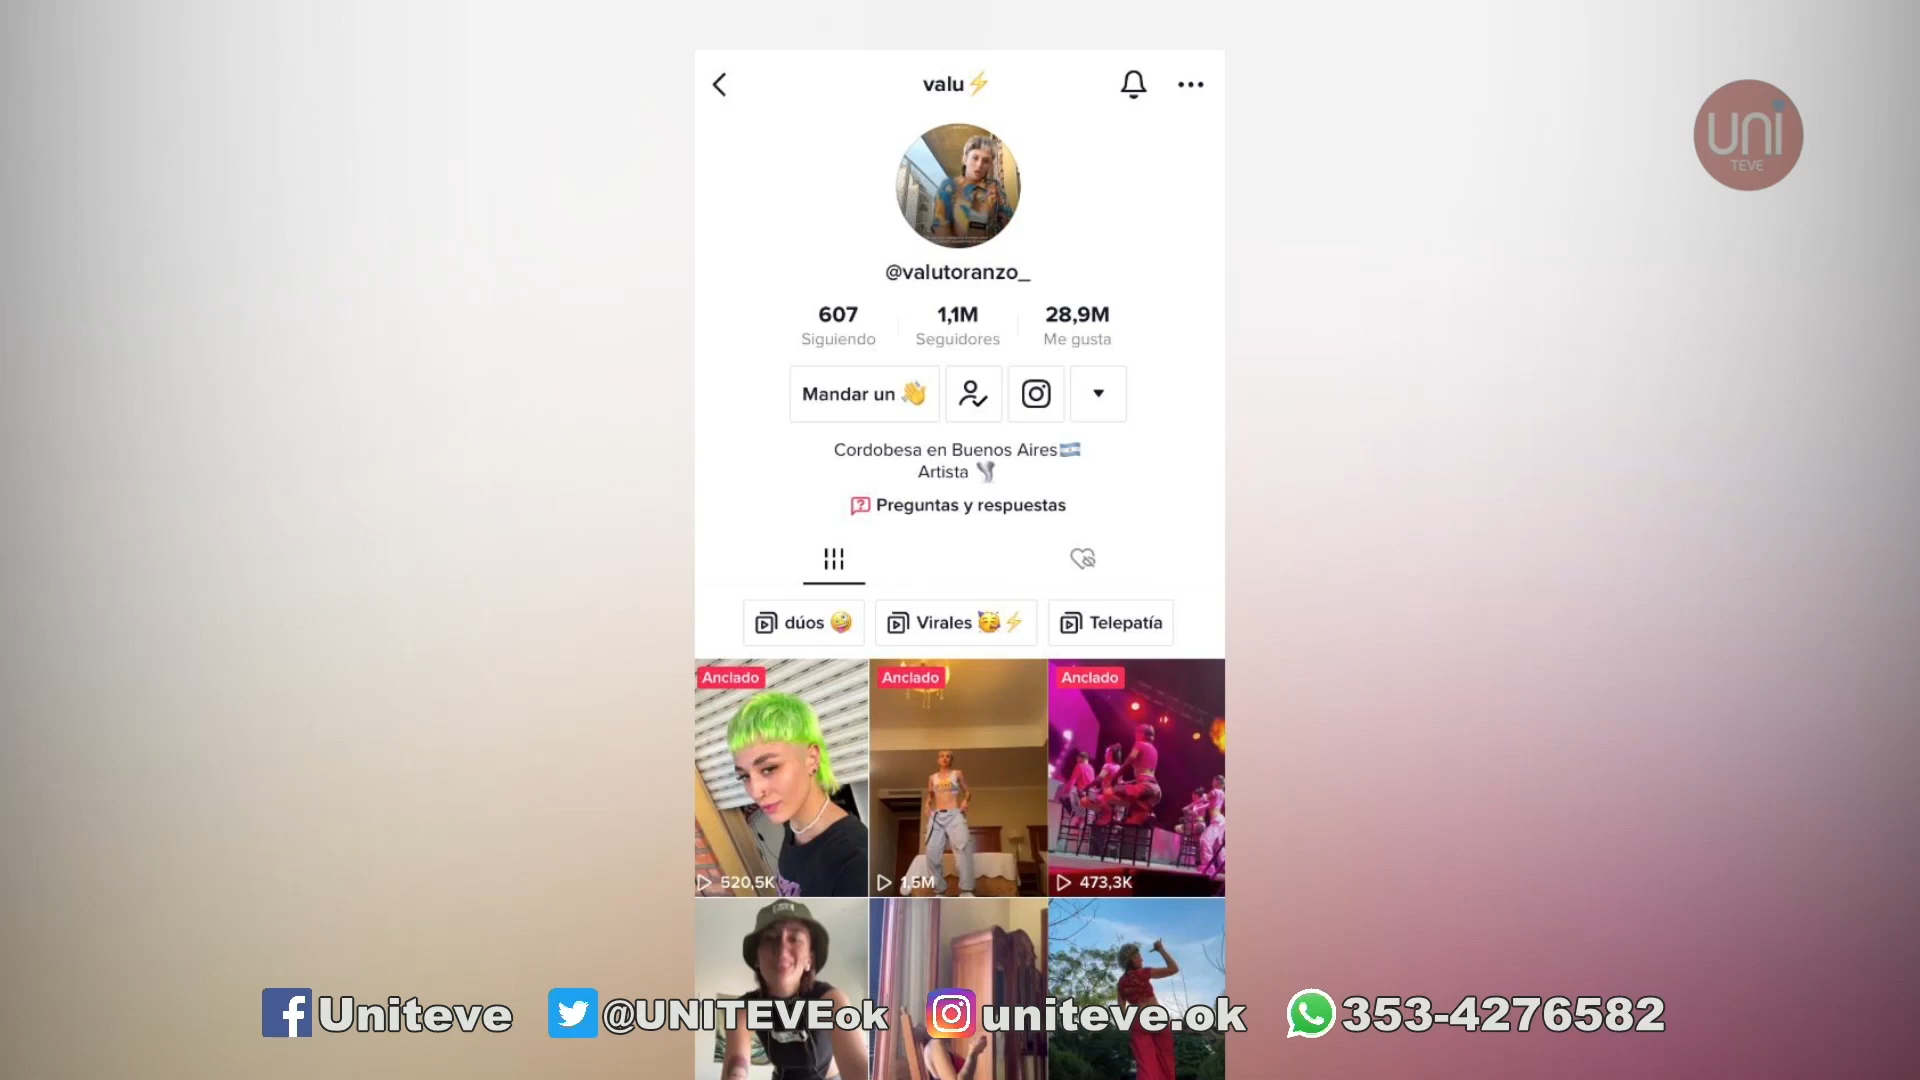 valu⚡
uni
TEVE
@valutoranzo_
607
Siguiendo
1,1M
Seguidores
28,9M
Me gusta
Mandar un 👋
Cordobesa en Buenos Aires🇦🇷
Artista 🌪
Preguntas y respuestas
dúos 🤪
Virales 🥳⚡
Telepatía
Anclado
Anclado
Anclado
520,5K
1,5M
473,3K
Uniteve
@UNITEVEok
uniteve.ok
353-4276582